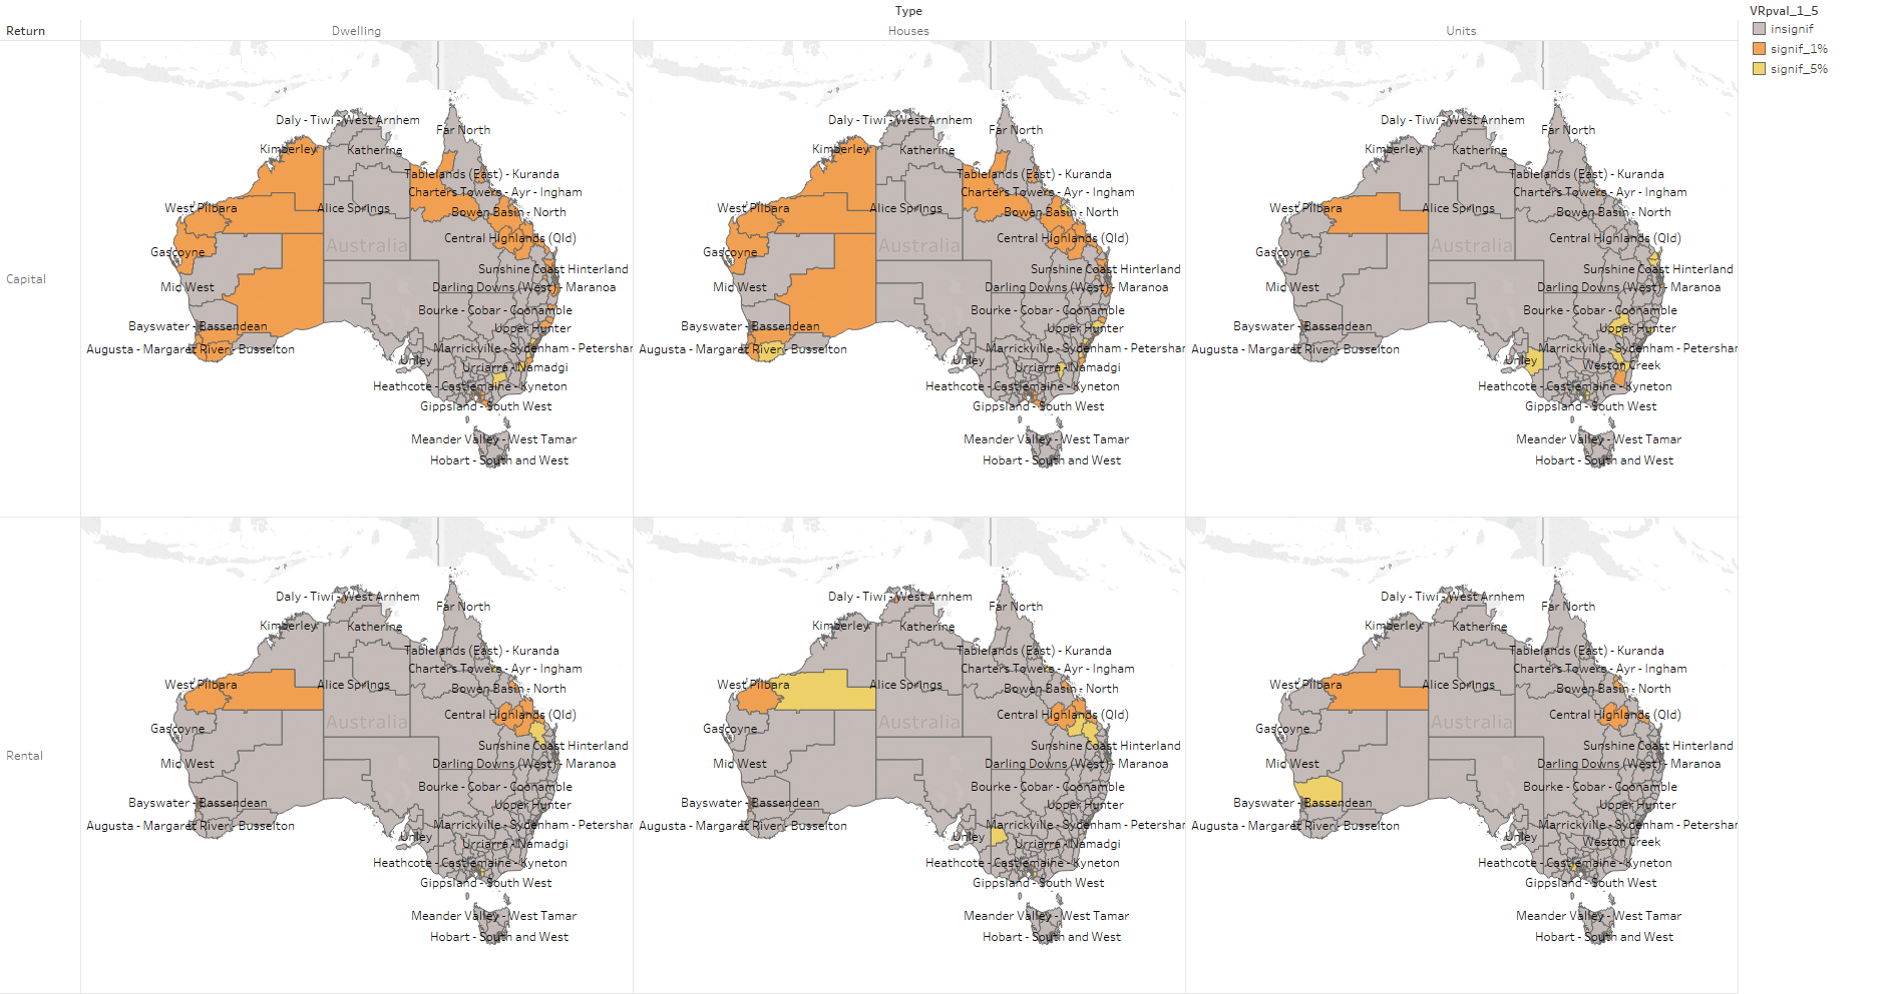 Type
VRpval_1_5
Return
Dwelling
Houses
Units
insignif
signif_1%
signif_5%
Capital
Daly - Tiwi - West Arnhem
Far North
Kimberley
Katherine
Tablelands (East) - Kuranda
Charters Towers - Ayr - Ingham
West Pilbara
Alice Springs
Bowen Basin - North
Central Highlands (Qld)
Australia
Gascoyne
Sunshine Coast Hinterland
Mid West
Darling Downs (West) - Maranoa
Bourke - Cobar - Coonamble
Bayswater - Bassendean
Upper Hunter
Augusta - Margaret River - Busselton
Marrickville - Sydenham - Petershar
Unley
Urriarra - Namadgi
Heathcote - Castlemaine - Kyneton
Gippsland - South West
Meander Valley - West Tamar
Hobart - South and West
Daly - Tiwi - West Arnhem
Far North
Kimberley
Katherine
Tablelands (East) - Kuranda
Charters Towers - Ayr - Ingham
West Pilbara
Alice Springs
Bowen Basin - North
Central Highlands (Qld)
Australia
Gascoyne
Sunshine Coast Hinterland
Mid West
Darling Downs (West) - Maranoa
Bourke - Cobar - Coonamble
Bayswater - Bassendean
Upper Hunter
Augusta - Margaret River - Busselton
Marrickville - Sydenham - Petershar
Unley
Urriarra - Namadgi
Heathcote - Castlemaine - Kyneton
Gippsland - South West
Meander Valley - West Tamar
Hobart - South and West
Daly - Tiwi - West Arnhem
Far North
Kimberley
Katherine
Tablelands (East) - Kuranda
Charters Towers - Ayr - Ingham
West Pilbara
Alice Springs
Bowen Basin - North
Central Highlands (Qld)
Australia
Gascoyne
Sunshine Coast Hinterland
Mid West
Darling Downs (West) - Maranoa
Bourke - Cobar - Coonamble
Bayswater - Bassendean
Upper Hunter
Augusta - Margaret River - Busselton
Marrickville - Sydenham - Petershar
Unley
Weston Creek
Heathcote - Castlemaine - Kyneton
Gippsland - South West
Meander Valley - West Tamar
Hobart - South and West
Rental
Daly - Tiwi - West Arnhem
Far North
Kimberley
Katherine
Tablelands (East) - Kuranda
Charters Towers - Ayr - Ingham
West Pilbara
Alice Springs
Bowen Basin - North
Central Highlands (Qld)
Australia
Gascoyne
Sunshine Coast Hinterland
Mid West
Darling Downs (West) - Maranoa
Bourke - Cobar - Coonamble
Bayswater - Bassendean
Upper Hunter
Augusta - Margaret River - Busselton
Marrickville - Sydenham - Petershar
Unley
Urriarra - Namadgi
Heathcote - Castlemaine - Kyneton
Gippsland - South West
Meander Valley - West Tamar
Hobart - South and West
Daly - Tiwi - West Arnhem
Far North
Kimberley
Katherine
Tablelands (East) - Kuranda
Charters Towers - Ayr - Ingham
West Pilbara
Alice Springs
Bowen Basin - North
Central Highlands (Qld)
Australia
Gascoyne
Sunshine Coast Hinterland
Mid West
Darling Downs (West) - Maranoa
Bourke - Cobar - Coonamble
Bayswater - Bassendean
Upper Hunter
Augusta - Margaret River - Busselton
Marrickville - Sydenham - Petershar
Unley
Urriarra - Namadgi
Heathcote - Castlemaine - Kyneton
Gippsland - South West
Meander Valley - West Tamar
Hobart - South and West
Daly - Tiwi - West Arnhem
Far North
Kimberley
Katherine
Tablelands (East) - Kuranda
Charters Towers - Ayr - Ingham
West Pilbara
Alice Springs
Bowen Basin - North
Central Highlands (Qld)
Australia
Gascoyne
Sunshine Coast Hinterland
Mid West
Darling Downs (West) - Maranoa
Bourke - Cobar - Coonamble
Bayswater - Bassendean
Upper Hunter
Augusta - Margaret River - Busselton
Marrickville - Sydenham - Petershar
Unley
Weston Creek
Heathcote - Castlemaine - Kyneton
Gippsland - South West
Meander Valley - West Tamar
Hobart - South and West